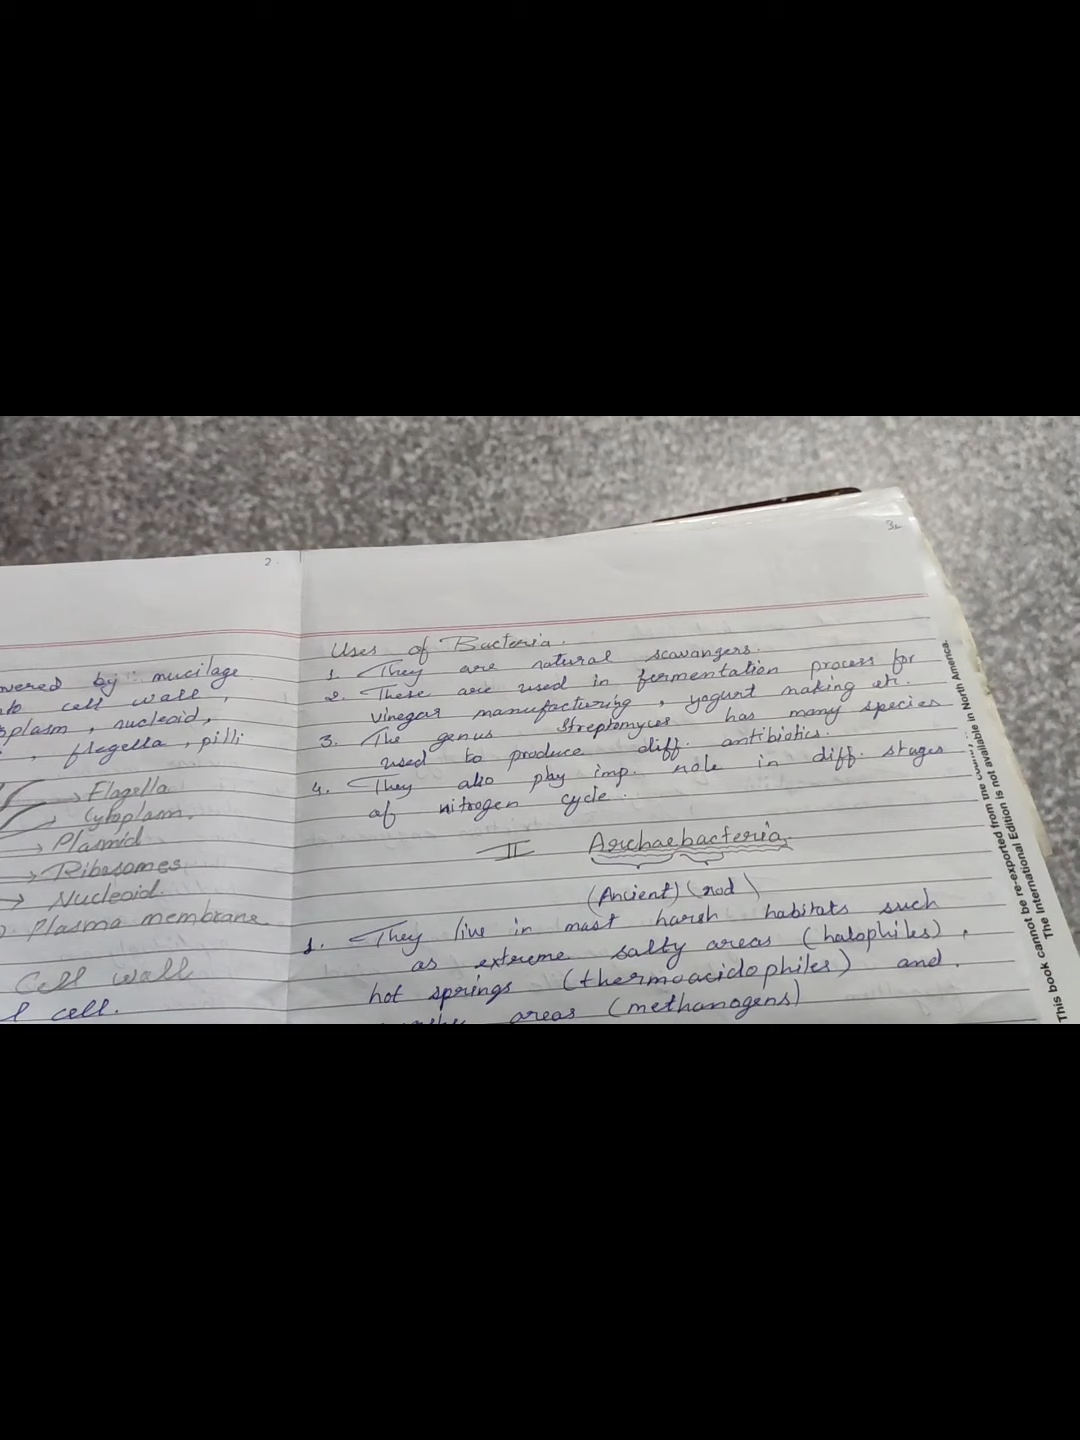 2
overed by mucilage
cell wall,
plasm, nucleoid,
, flegella, pilli
Flagella
Cytoplasm.
Plasmid
Ribosomes
Nucleoid.
Plasma membrane
Cell wall
cell.
Uses of Bacteria.
1. They are natural scavangers.
2. These are used in fermentation process for
vinegar manufacturing, yogurt making etc.
3. The genus Streptomyces has many species
used to produce diff. antibiotics.
4. They also play imp. role in diff. stages
of nitrogen cycle.
II Archaebacteria.
(Ancient) (rod)
1. They live in most harsh habitats such
as extreme salty areas (halophiles),
hot springs (thermoacidophiles) and
areas (methanogens)
This book cannot be re-exported from the
The International Edition is not available in North America.